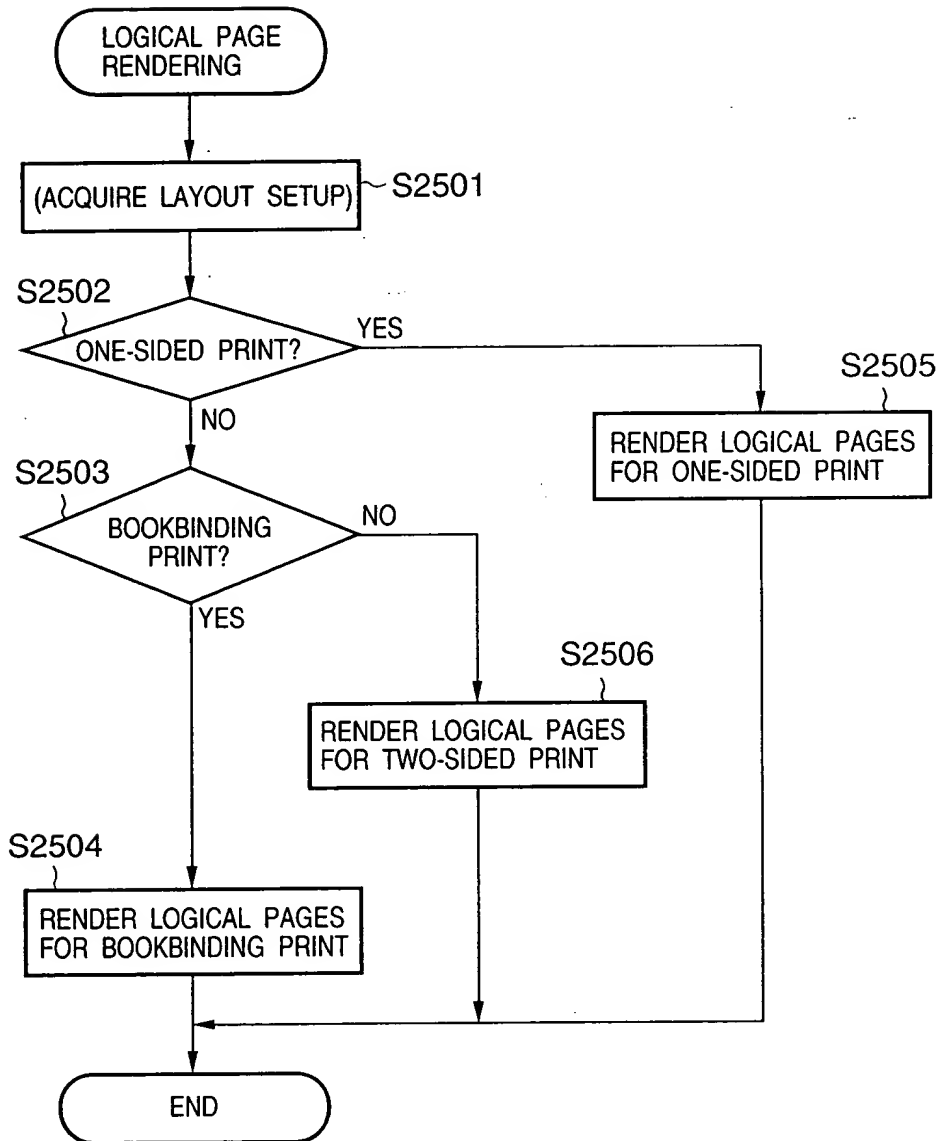 LOGICAL PAGE
RENDERING
(ACQUIRE LAYOUT SETUP)
S2501
S2502
ONE-SIDED PRINT?
YES
NO
S2505
RENDER LOGICAL PAGES
FOR ONE-SIDED PRINT
S2503
BOOKBINDING
PRINT?
NO
YES
S2506
RENDER LOGICAL PAGES
FOR TWO-SIDED PRINT
S2504
RENDER LOGICAL PAGES
FOR BOOKBINDING PRINT
END